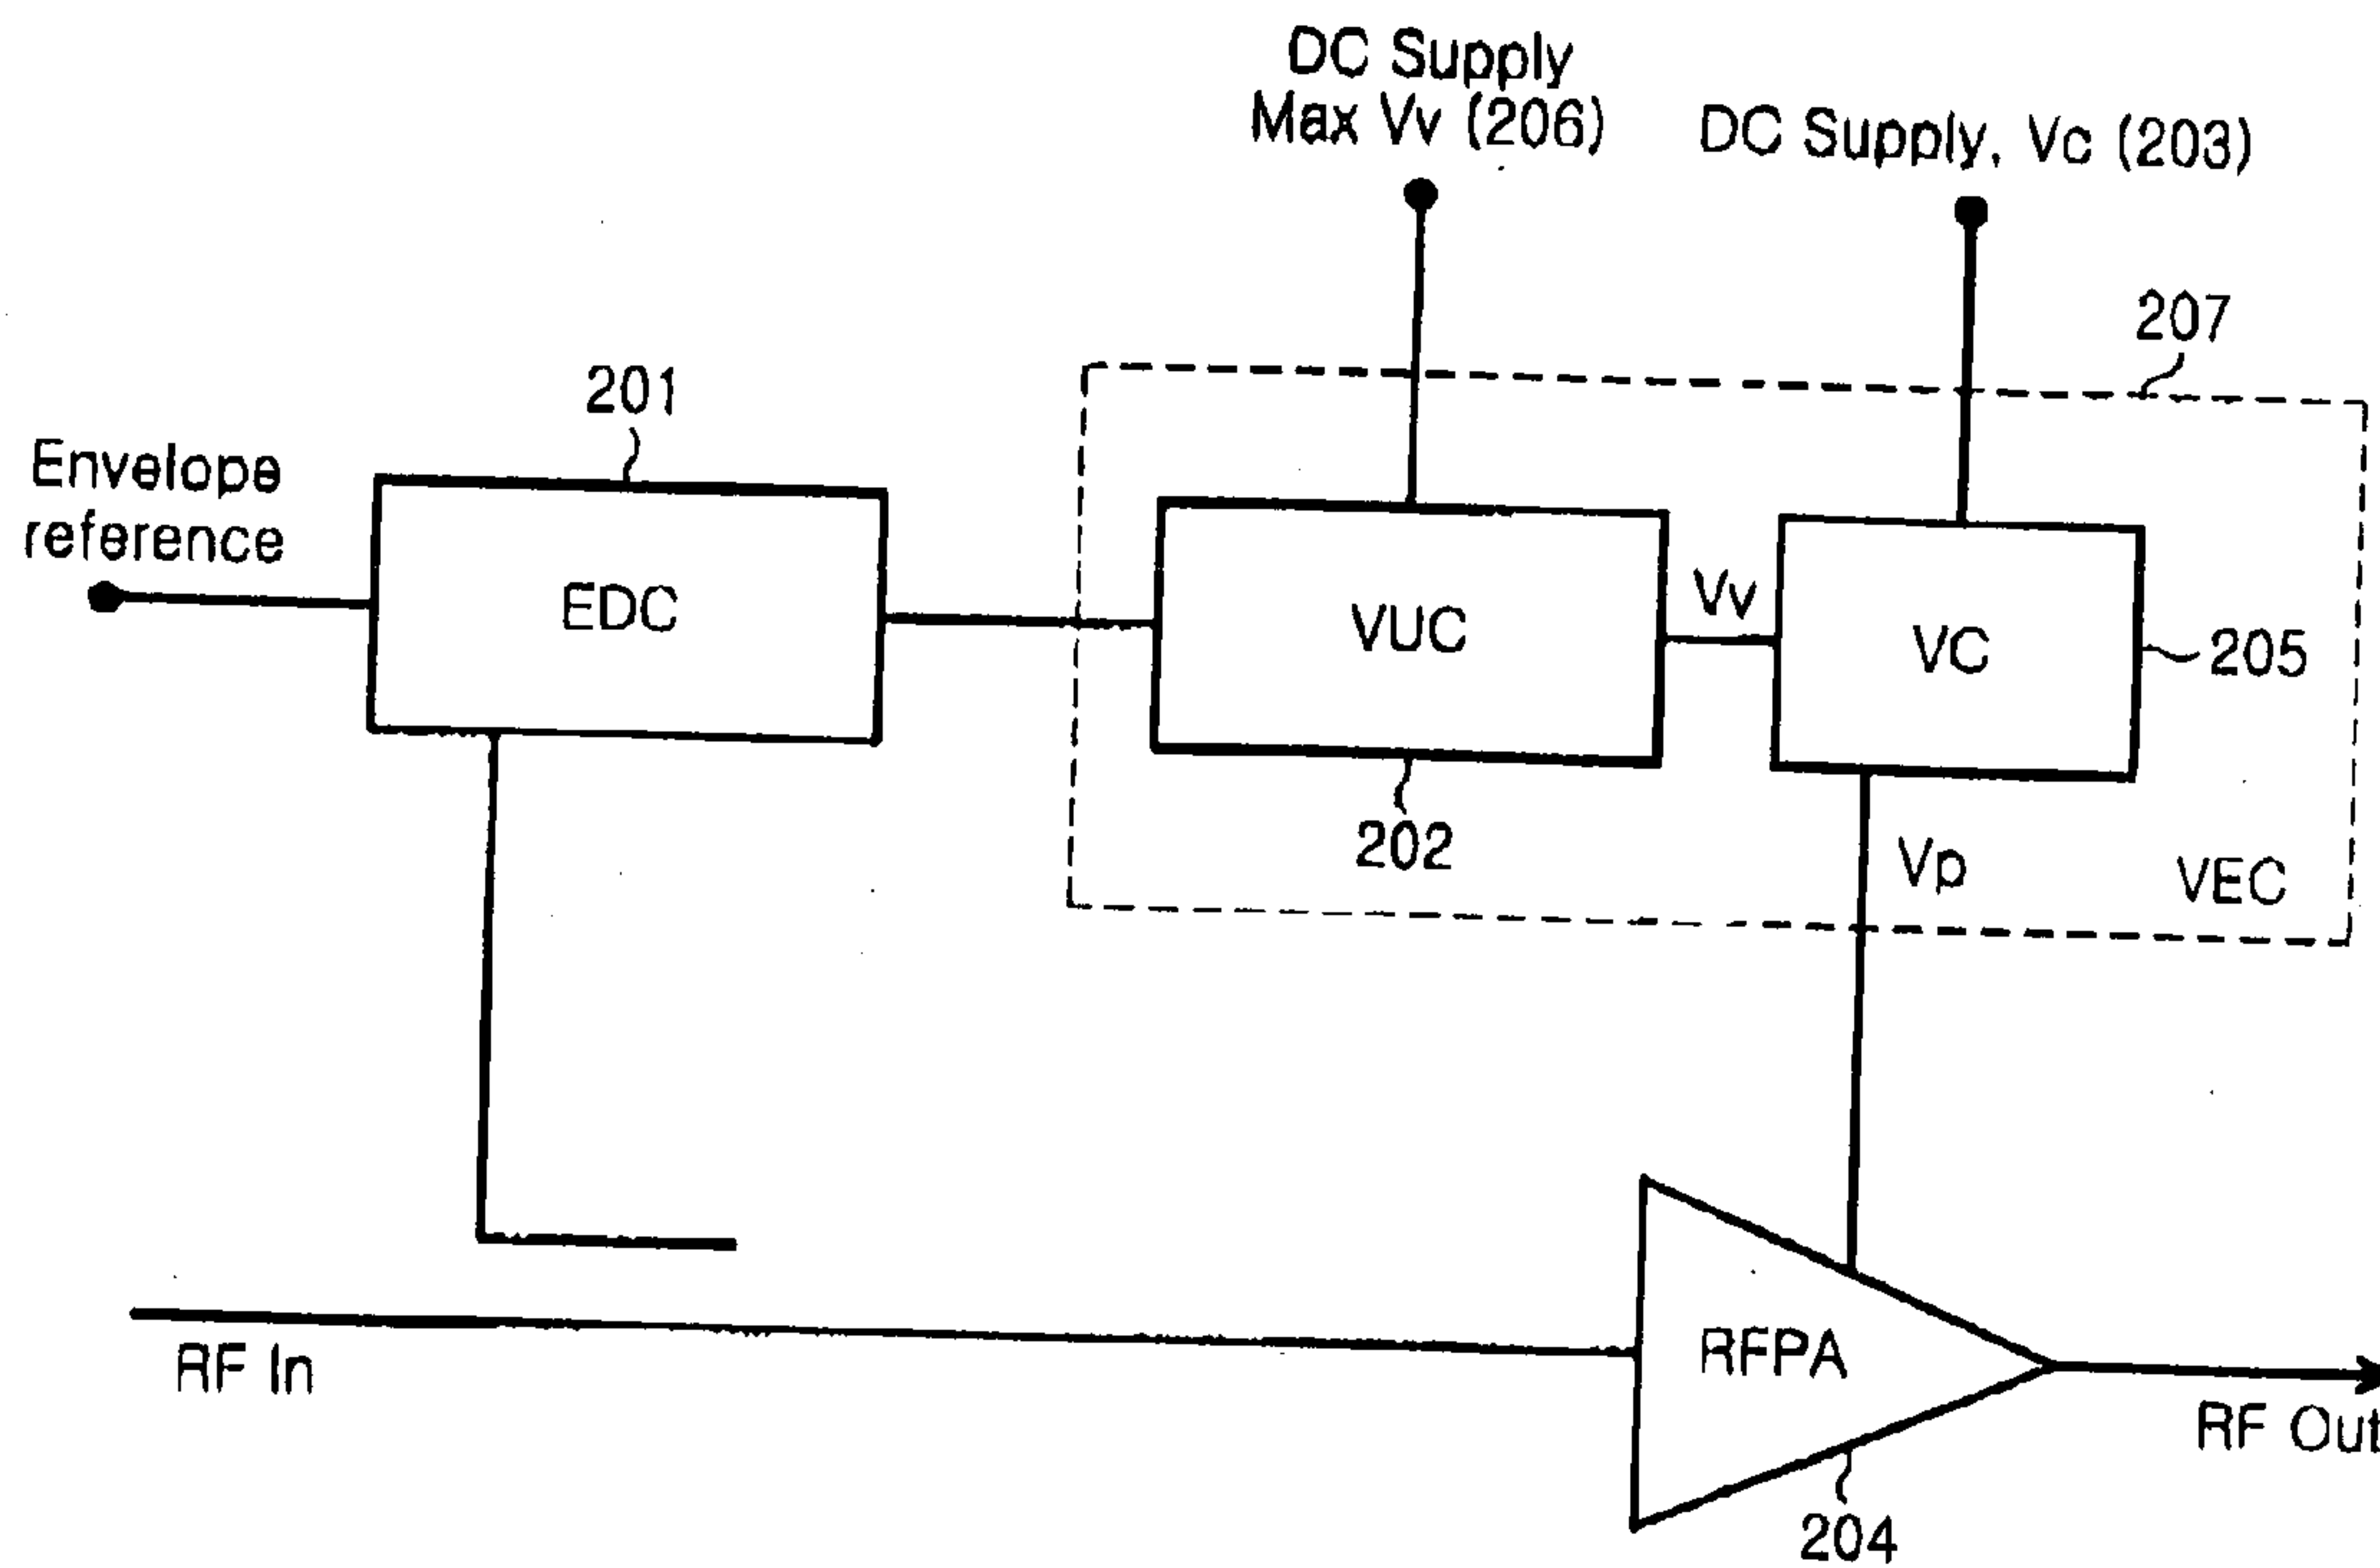 DC Supply
Max Vv (206)
DC Supply, Vc (203)
207
201
Envelope
reference
EDC
VUC
Vv
VC
205
202
Vp
VEC
RF In
RFPA
RF Out
204